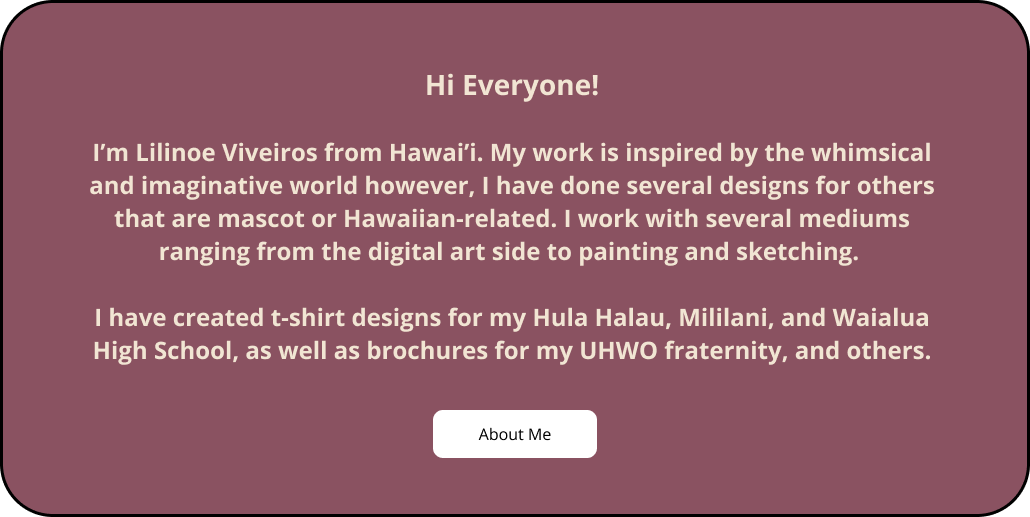 Hi Everyone!
I’m Lilinoe Viveiros from Hawai’i. My work is inspired by the whimsical
and imaginative world however, I have done several designs for others
that are mascot or Hawaiian-related. I work with several mediums
ranging from the digital art side to painting and sketching.
I have created t-shirt designs for my Hula Halau, Mililani, and Waialua
High School, as well as brochures for my UHWO fraternity, and others.
About Me